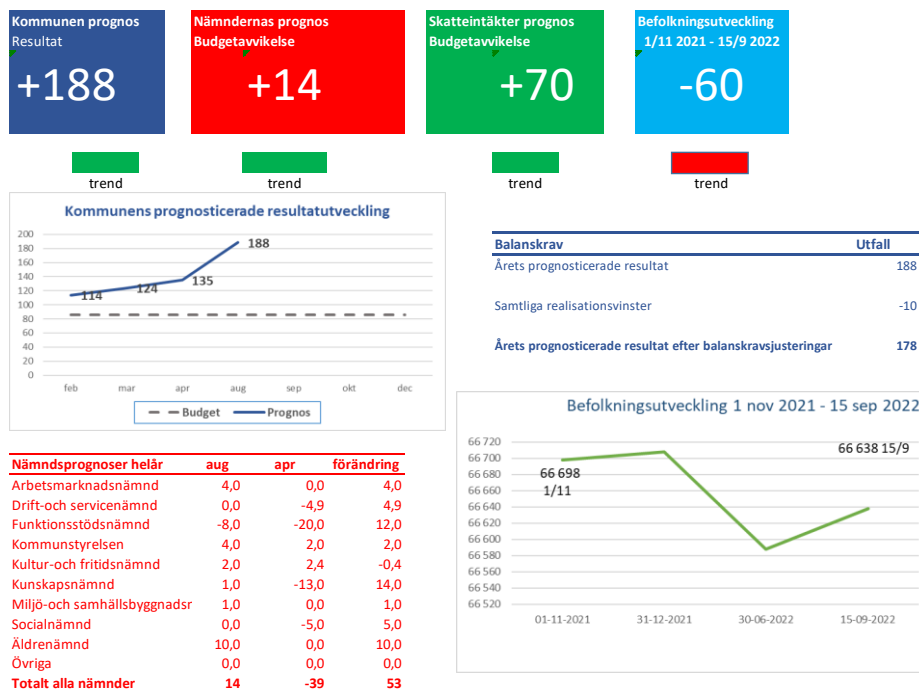 Kommunen prognos
Resultat
+188
Nämndernas prognos
Budgetavvikelse
+14
Skatteintäkter prognos
Budgetavvikelse
+70
Befolkningsutveckling
1/11 2021 - 15/9 2022
-60
trend
trend
trend
trend
Kommunens prognosticerade resultatutveckling
200
180
160
140
120
100
80
60
40
20
0
114
124
135
188
feb mar apr aug sep okt dec
Budget Prognos
Balanskrav Utfall
Årets prognosticerade resultat 188
Samtliga realisationsvinster -10
Årets prognosticerade resultat efter balanskravsjusteringar 178
Nämndsprognoser helår aug apr förändring
Arbetsmarknadsnämnd 4,0 0,0 4,0
Drift-och servicenämnd 0,0 -4,9 4,9
Funktionsstödsnämnd -8,0 -20,0 12,0
Kommunstyrelsen 4,0 2,0 2,0
Kultur-och fritidsnämnd 2,0 2,4 -0,4
Kunskapsnämnd 1,0 -13,0 14,0
Miljö-och samhällsbyggnadsr 1,0 0,0 1,0
Socialnämnd 0,0 -5,0 5,0
Äldrenämnd 10,0 0,0 10,0
Övriga 0,0 0,0 0,0
Totalt alla nämnder 14 -39 53
Befolkningsutveckling 1 nov 2021 - 15 sep 2022
66 720
66 700
66 680
66 660
66 640
66 620
66 600
66 580
66 560
66 540
66 520
66 698
1/11
66 638 15/9
01-11-2021 31-12-2021 30-06-2022 15-09-2022